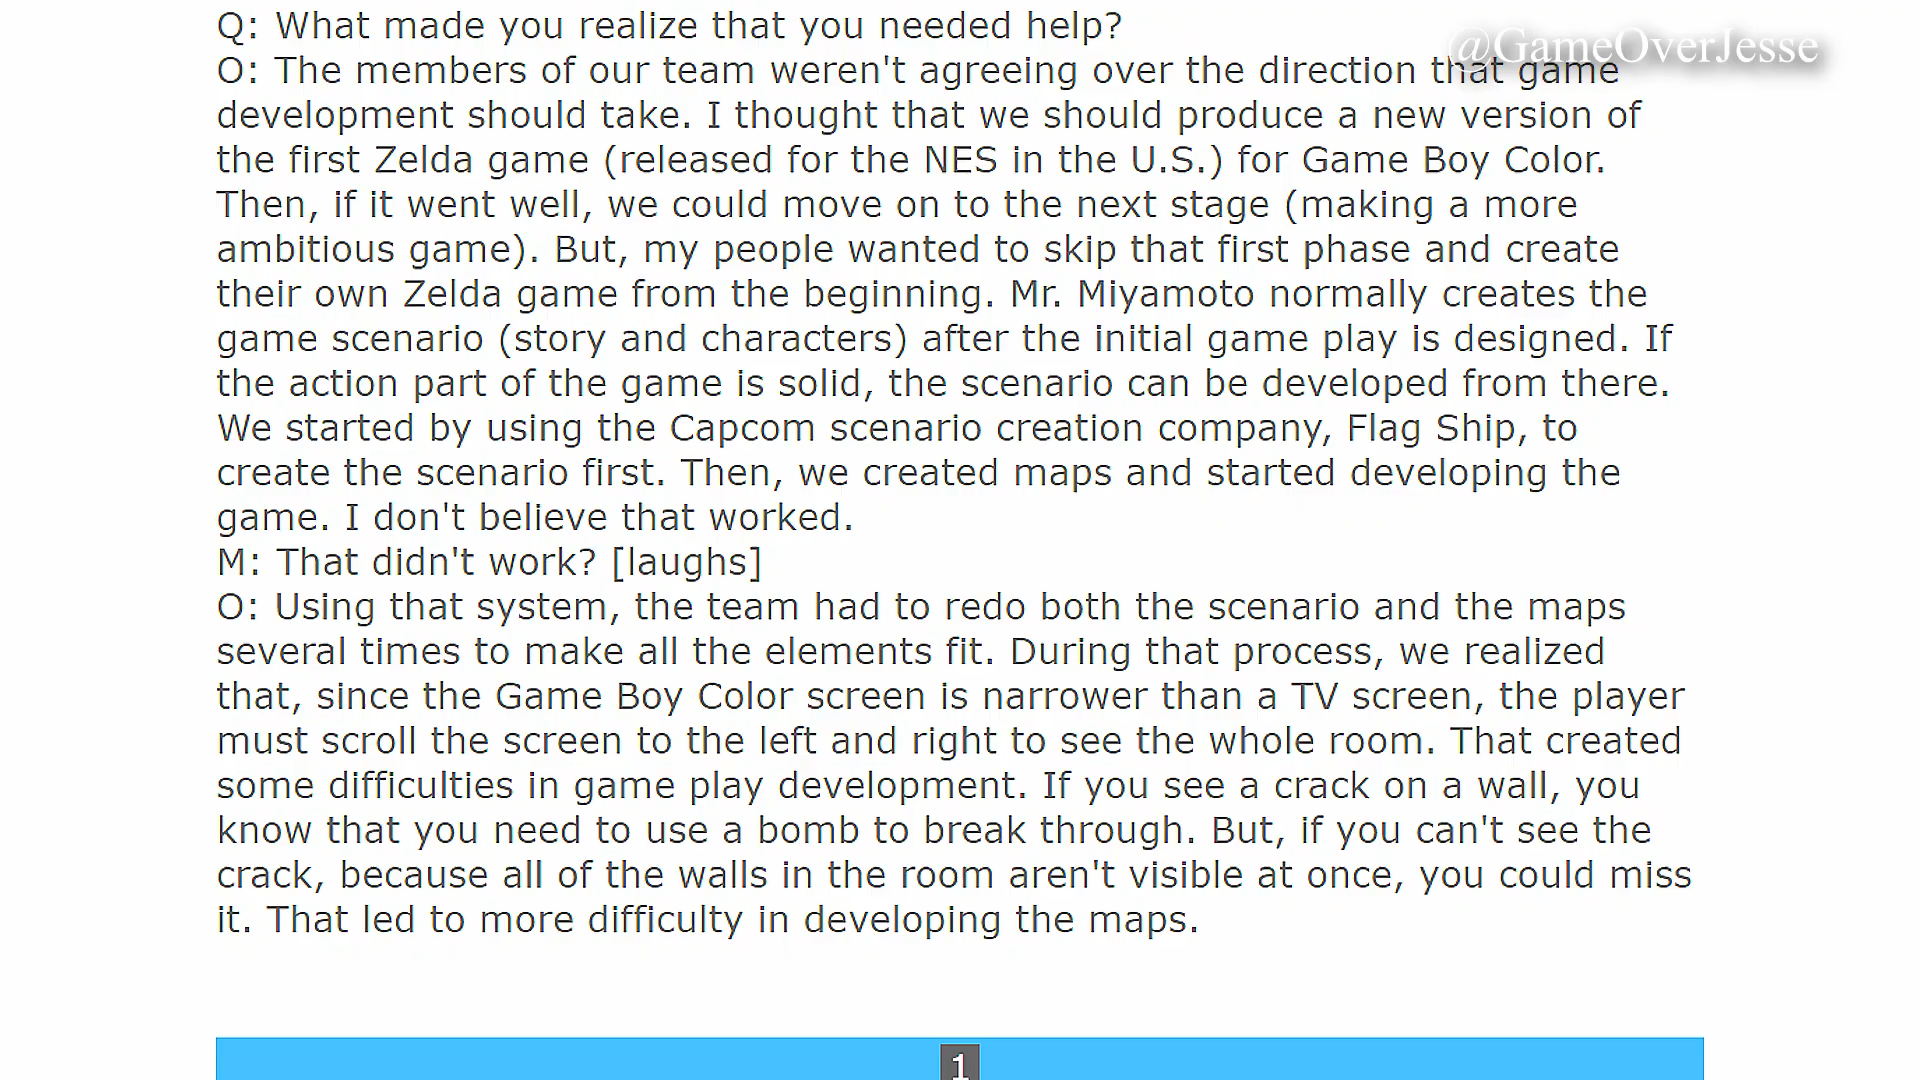 Q: What made you realize that you needed help?
@GameOverJesse
O: The members of our team weren't agreeing over the direction that game
development should take. I thought that we should produce a new version of
the first Zelda game (released for the NES in the U.S.) for Game Boy Color.
Then, if it went well, we could move on to the next stage (making a more
ambitious game). But, my people wanted to skip that first phase and create
their own Zelda game from the beginning. Mr. Miyamoto normally creates the
game scenario (story and characters) after the initial game play is designed. If
the action part of the game is solid, the scenario can be developed from there.
We started by using the Capcom scenario creation company, Flag Ship, to
create the scenario first. Then, we created maps and started developing the
game. I don't believe that worked.
M: That didn't work? [laughs]
O: Using that system, the team had to redo both the scenario and the maps
several times to make all the elements fit. During that process, we realized
that, since the Game Boy Color screen is narrower than a TV screen, the player
must scroll the screen to the left and right to see the whole room. That created
some difficulties in game play development. If you see a crack on a wall, you
know that you need to use a bomb to break through. But, if you can't see the
crack, because all of the walls in the room aren't visible at once, you could miss
it. That led to more difficulty in developing the maps.
1